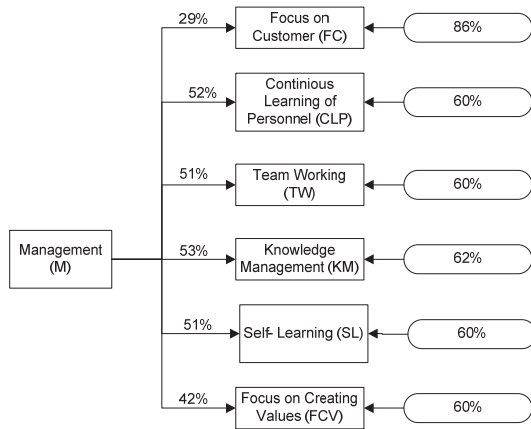 29%
Focus on
Customer (FC)
86%
52%
Continious
Learning of
Personnel (CLP)
60%
51%
Team Working
(TW)
60%
Management
(M)
53%
Knowledge
Management (KM)
62%
51%
Self- Learning (SL)
60%
42%
Focus on Creating
Values (FCV)
60%